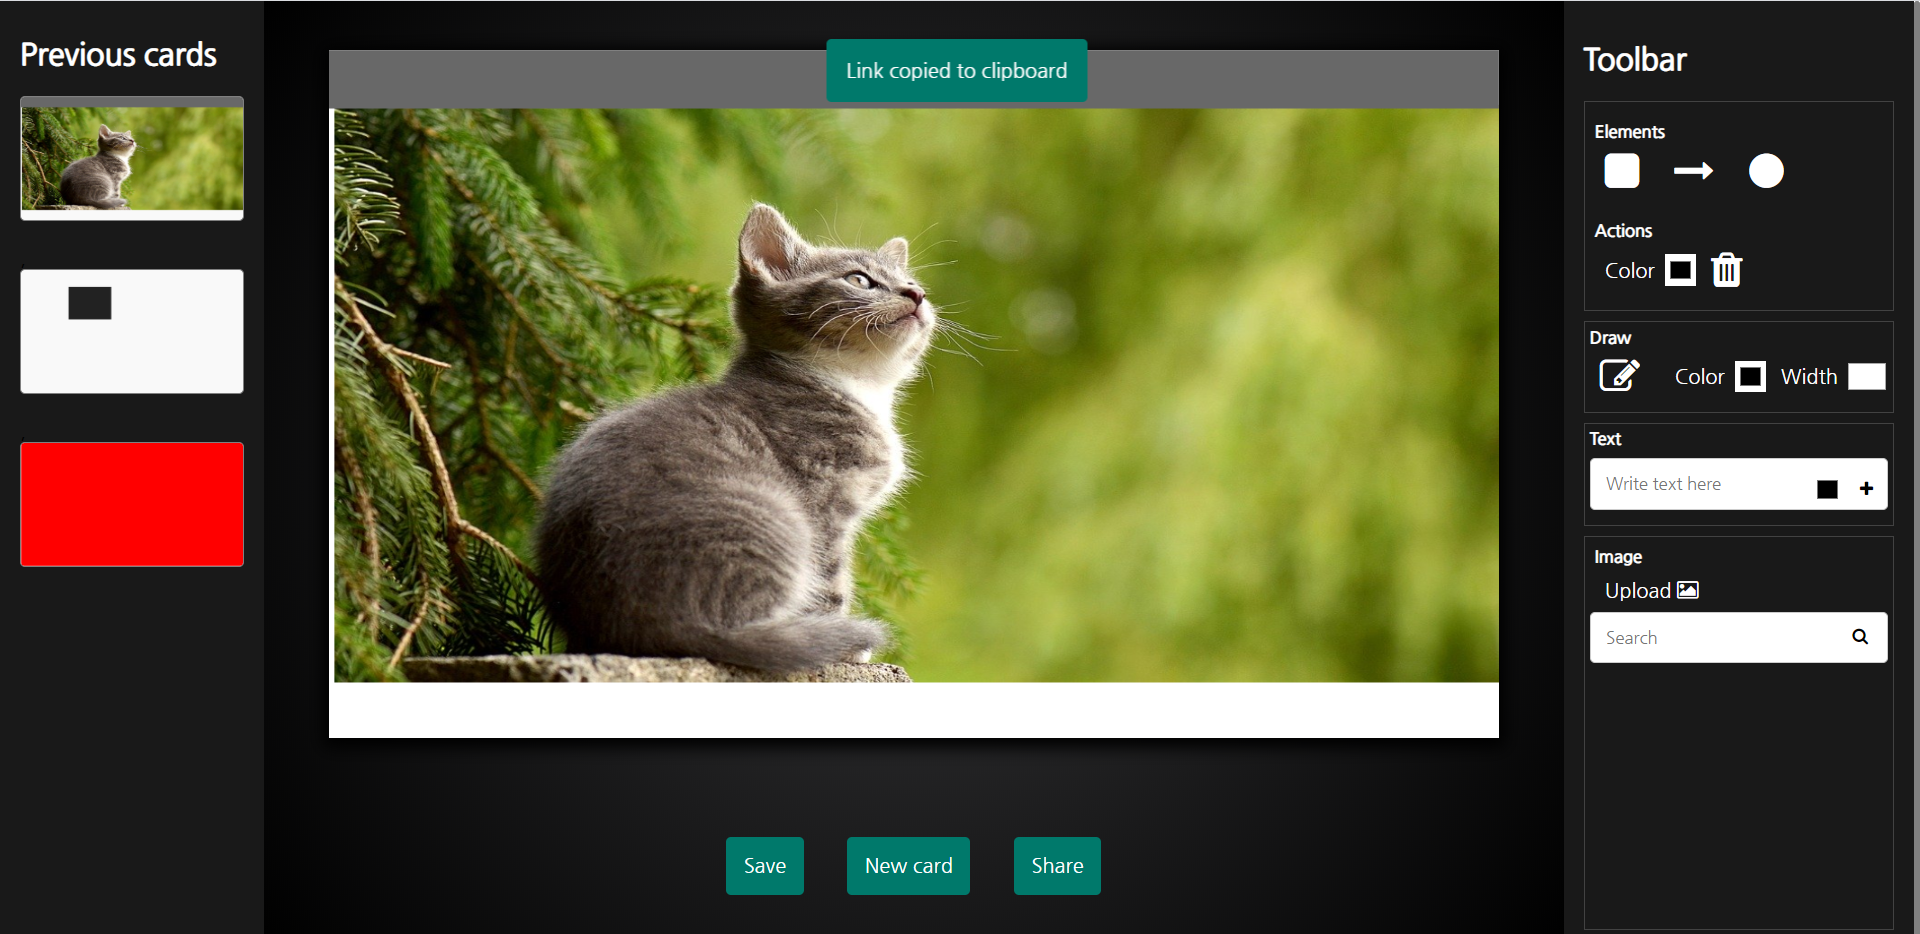 Previous cards
Link copied to clipboard
Save
New card
Share
Toolbar
Elements
Actions
Color
Draw
Color
Width
Text
Write text here
Image
Upload
Search